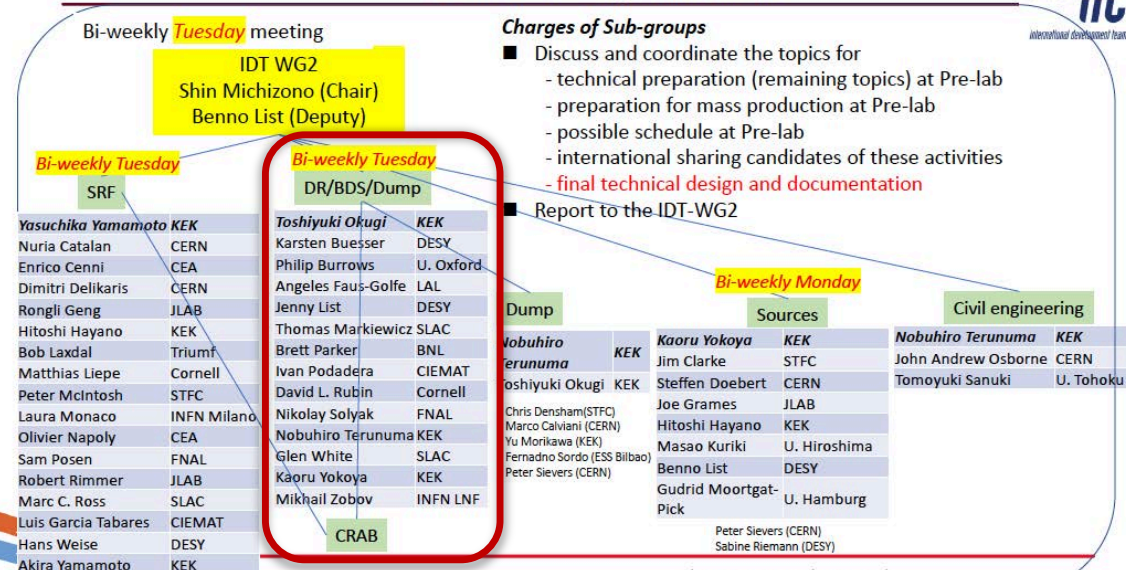 Bi-weekly Tuesday meeting
IDT WG2
Shin Michizono (Chair)
Benno List (Deputy)
international development team
Charges of Sub-groups
■ Discuss and coordinate the topics for
- technical preparation (remaining topics) at Pre-lab
- preparation for mass production at Pre-lab
- possible schedule at Pre-lab
- international sharing candidates of these activities
- final technical design and documentation
■ Report to the IDT-WG2
Bi-weekly Tuesday
SRF
Yasuchika Yamamoto KEK
Nuria Catalan CERN
Enrico Cenni CEA
Dimitri Delikaris CERN
Rongli Geng JLAB
Hitoshi Hayano KEK
Bob Laxdal Triumf
Matthias Liepe Cornell
Peter McIntosh STFC
Laura Monaco INFN Milano
Olivier Napoly CEA
Sam Posen FNAL
Robert Rimmer JLAB
Marc C. Ross SLAC
Luis Garcia Tabares CIEMAT
Hans Weise DESY
Akira Yamamoto KEK
Bi-weekly Tuesday
DR/BDS/Dump
Toshiyuki Okugi KEK
Karsten Buesser DESY
Philip Burrows U. Oxford
Angeles Faus-Golfe LAL
Jenny List DESY
Thomas Markiewicz SLAC
Brett Parker BNL
Ivan Podadera CIEMAT
David L. Rubin Cornell
Nikolay Solyak FNAL
Nobuhiro Terunuma KEK
Glen White SLAC
Kaoru Yokoya KEK
Mikhail Zobov INFN LNF
CRAB
Dump
Nobuhiro
Terunuma KEK
Toshiyuki Okugi KEK
Chris Densham(STFC)
Marco Calviani (CERN)
Yu Morikawa (KEK)
Fernadno Sordo (ESS Bilbao)
Peter Sievers (CERN)
Bi-weekly Monday
Sources
Kaoru Yokoya KEK
Jim Clarke STFC
Steffen Doebert CERN
Joe Grames JLAB
Hitoshi Hayano KEK
Masao Kuriki U. Hiroshima
Benno List DESY
Gudrid Moortgat-
Pick U. Hamburg
Peter Sievers (CERN)
Sabine Riemann (DESY)
Civil engineering
Nobuhiro Terunuma KEK
John Andrew Osborne CERN
Tomoyuki Sanuki U. Tohoku